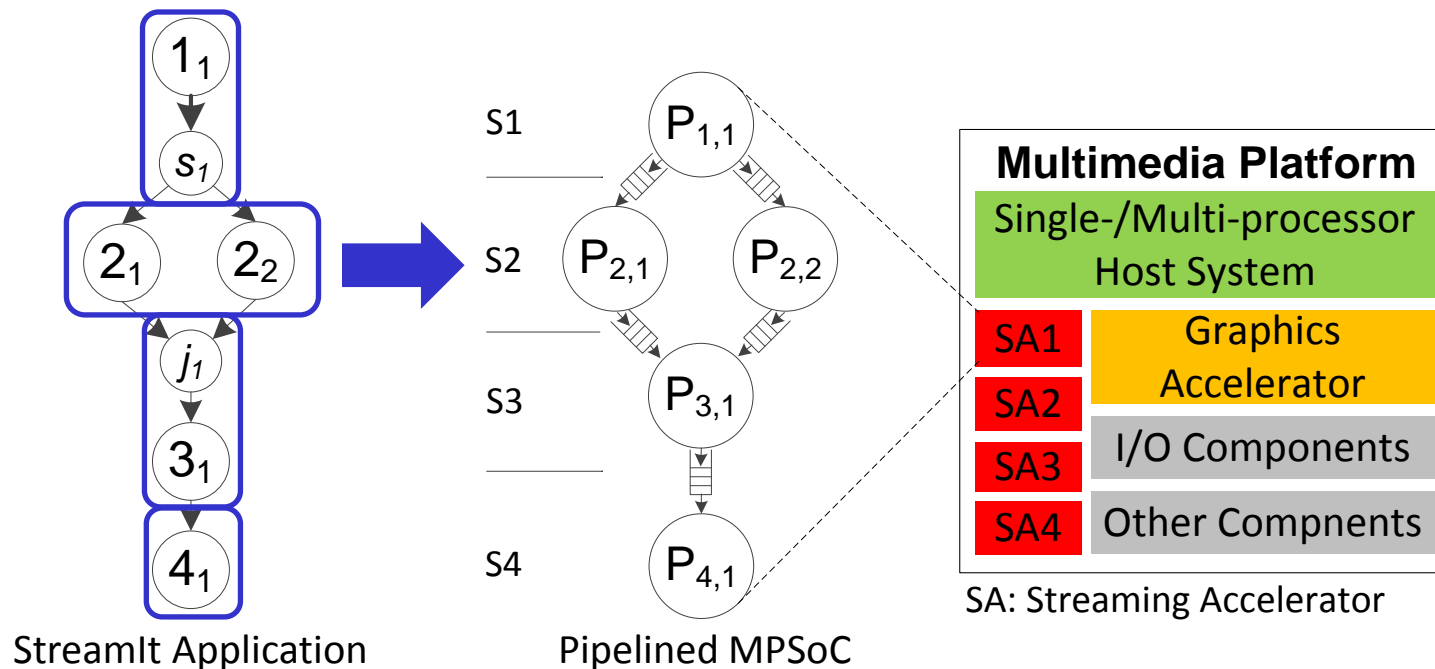 1₁
s₁
2₁
2₂
j₁
3₁
4₁
StreamIt Application
S1
S2
S3
S4
P₁,₁
P₂,₁
P₂,₂
P₃,₁
P₄,₁
Pipelined MPSoC
Multimedia Platform
Single-/Multi-processor
Host System
SA1
SA2
SA3
SA4
Graphics
Accelerator
I/O Components
Other Compnents
SA: Streaming Accelerator